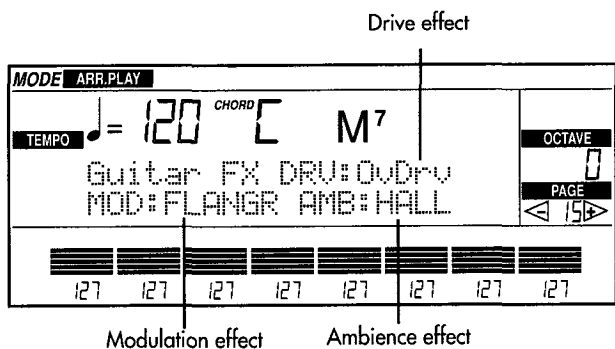 Drive effect
MODE ARR.PLAY
TEMPO ♩= 120 CHORD C M7
OCTAVE
0
Guitar FX DRV:OvDrv
PAGE
MOD:FLANGR AMB:HALL
- 15 +
127 127 127 127 127 127 127 127
Modulation effect Ambience effect